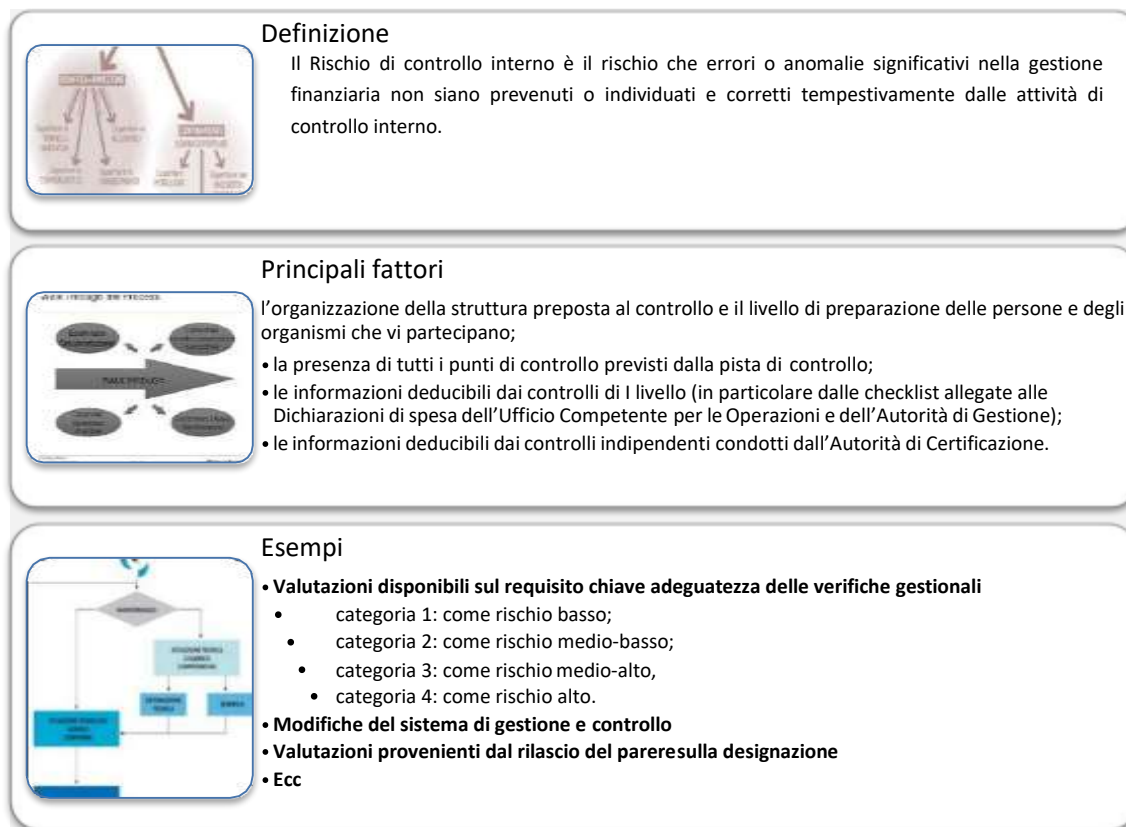 Definizione
Il Rischio di controllo interno è il rischio che errori o anomalie significativi nella gestione
finanziaria non siano prevenuti o individuati e corretti tempestivamente dalle attività di
controllo interno.
Principali fattori
l’organizzazione della struttura preposta al controllo e il livello di preparazione delle persone e degli
organismi che vi partecipano;
• la presenza di tutti i punti di controllo previsti dalla pista di controllo;
• le informazioni deducibili dai controlli di I livello (in particolare dalle checklist allegate alle
Dichiarazioni di spesa dell’Ufficio Competente per le Operazioni e dell’Autorità di Gestione);
• le informazioni deducibili dai controlli indipendenti condotti dall’Autorità di Certificazione.
Esempi
• Valutazioni disponibili sul requisito chiave adeguatezza delle verifiche gestionali
• categoria 1: come rischio basso;
• categoria 2: come rischio medio-basso;
• categoria 3: come rischio medio-alto,
• categoria 4: come rischio alto.
• Modifiche del sistema di gestione e controllo
• Valutazioni provenienti dal rilascio del pareresulla designazione
• Ecc